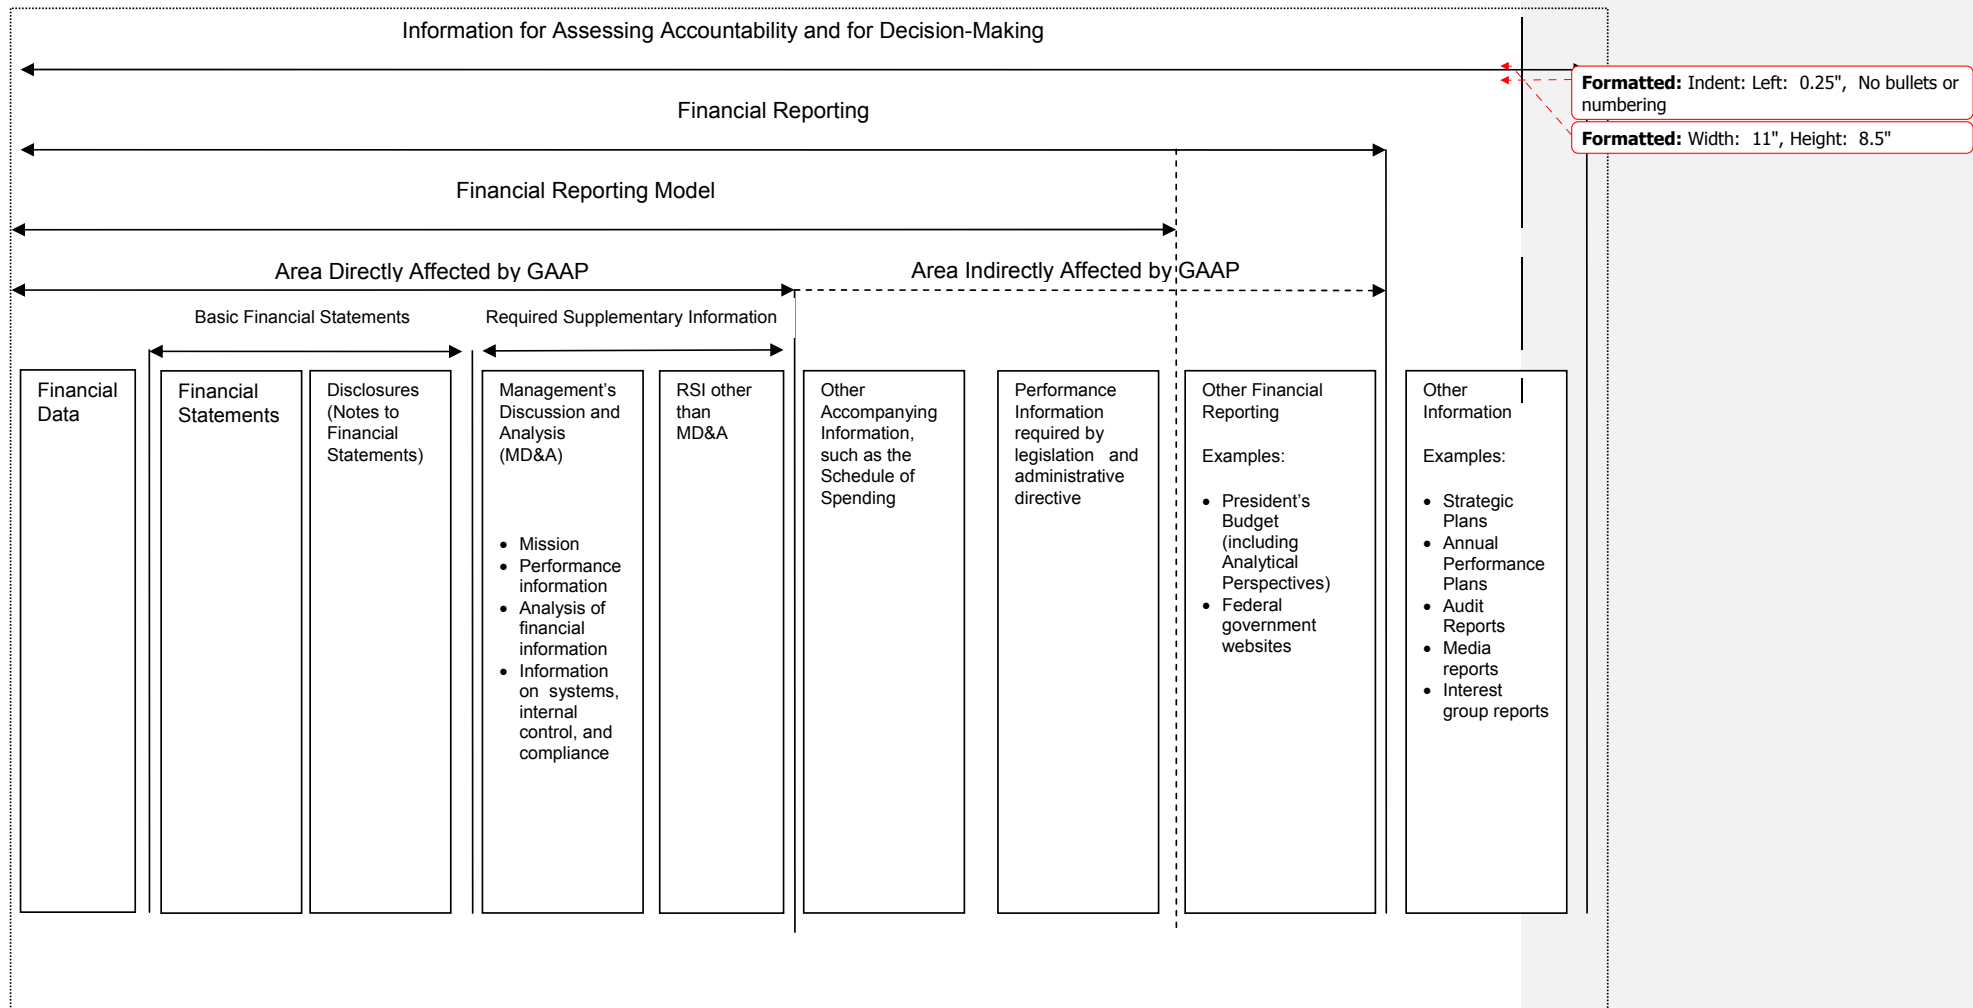 Information for Assessing Accountability and for Decision-Making
Formatted: Indent: Left:  0.25",  No bullets or
numbering
Formatted: Width:  11", Height:  8.5"
Financial Reporting
Financial Reporting Model
Area Directly Affected by GAAP
Area Indirectly Affected by GAAP
Basic Financial Statements
Required Supplementary Information
Financial
Data
Financial
Statements
Disclosures
(Notes to
Financial
Statements)
Management’s
Discussion and
Analysis
(MD&A)
• Mission
• Performance
information
• Analysis of
financial
information
• Information
on systems,
internal
control, and
compliance
RSI other
than
MD&A
Other
Accompanying
Information,
such as the
Schedule of
Spending
Performance
Information
required by
legislation and
administrative
directive
Other Financial
Reporting
Examples:
• President’s
Budget
(including
Analytical
Perspectives)
• Federal
government
websites
Other
Information
Examples:
• Strategic
Plans
• Annual
Performance
Plans
• Audit
Reports
• Media
reports
• Interest
group reports